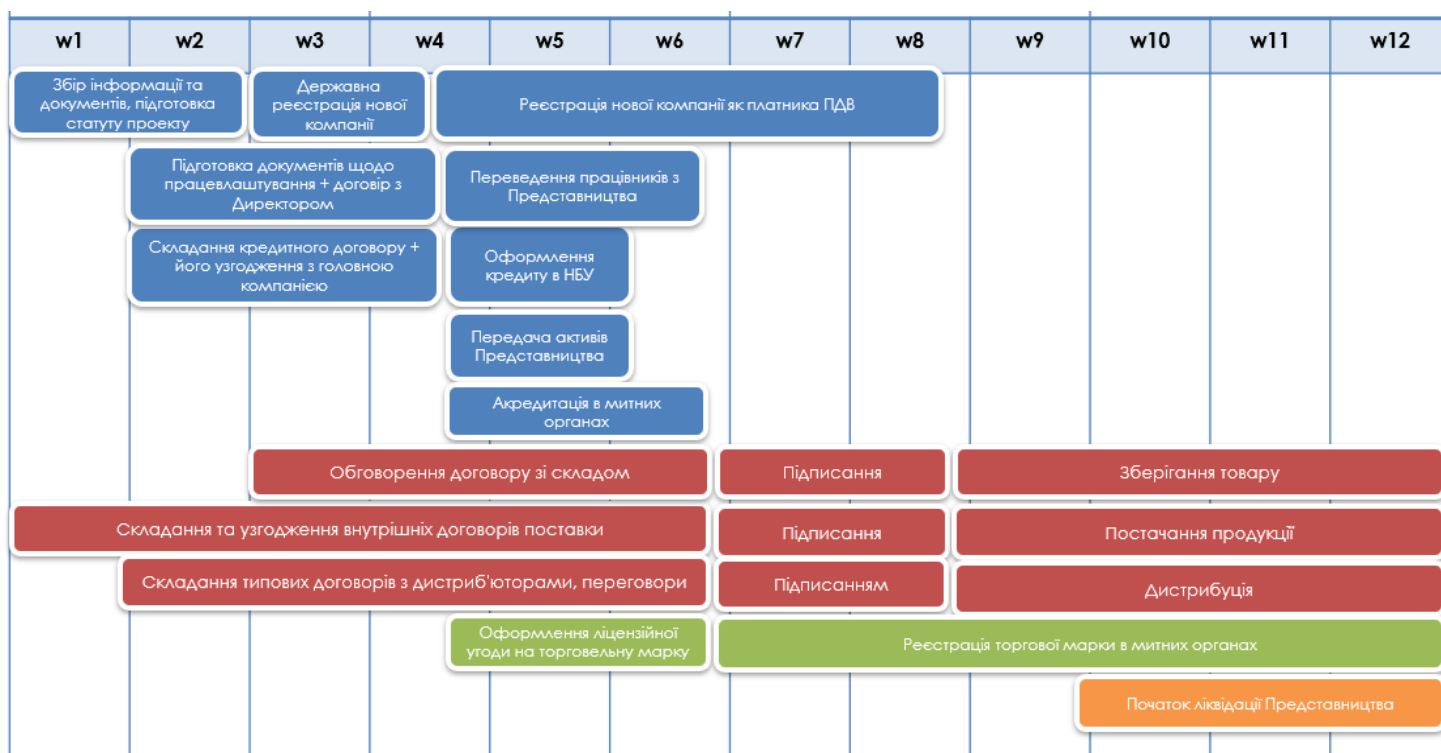 w1 w2 w3 w4 w5 w6 w7 w8 w9 w10 w11 w12
Збір інформації та
документів, підготовка
статуту проекту
Державна
реєстрація нової
компанії
Реєстрація нової компанії як платника ПДВ
Підготовка документів щодо
працевлаштування + договір з
Директором
Переведення працівників з
Представництва
Складання кредитного договору +
його узгодження з головною
компанією
Оформлення
кредиту в НБУ
Передача активів
Представництва
Акредитація в митних
органах
Обговорення договору зі складом
Підписання
Зберігання товару
Складання та узгодження внутрішніх договорів поставки
Підписання
Постачання продукції
Складання типових договорів з дистриб'юторами, переговори
Підписанням
Дистрибуція
Оформлення ліцензійної
угоди на торговельну марку
Реєстрація торгової марки в митних органах
Початок ліквідації Представництва